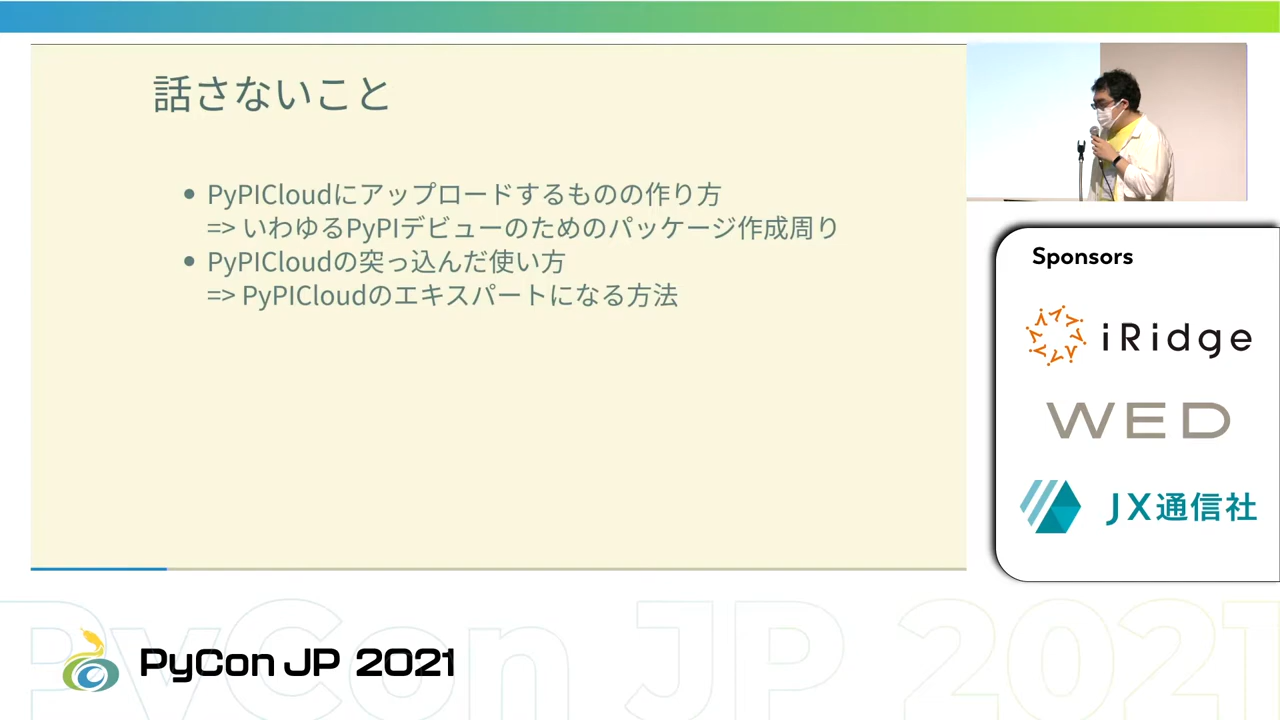 話さないこと
• PyPICloudにアップロードするものの作り方
=> いわゆるPyPIデビューのためのパッケージ作成周り
• PyPICloudの突っ込んだ使い方
=> PyPICloudのエキスパートになる方法
Sponsors
iRidge
WED
JX通信社
PyCon JP 2021
PyCon JP 2021